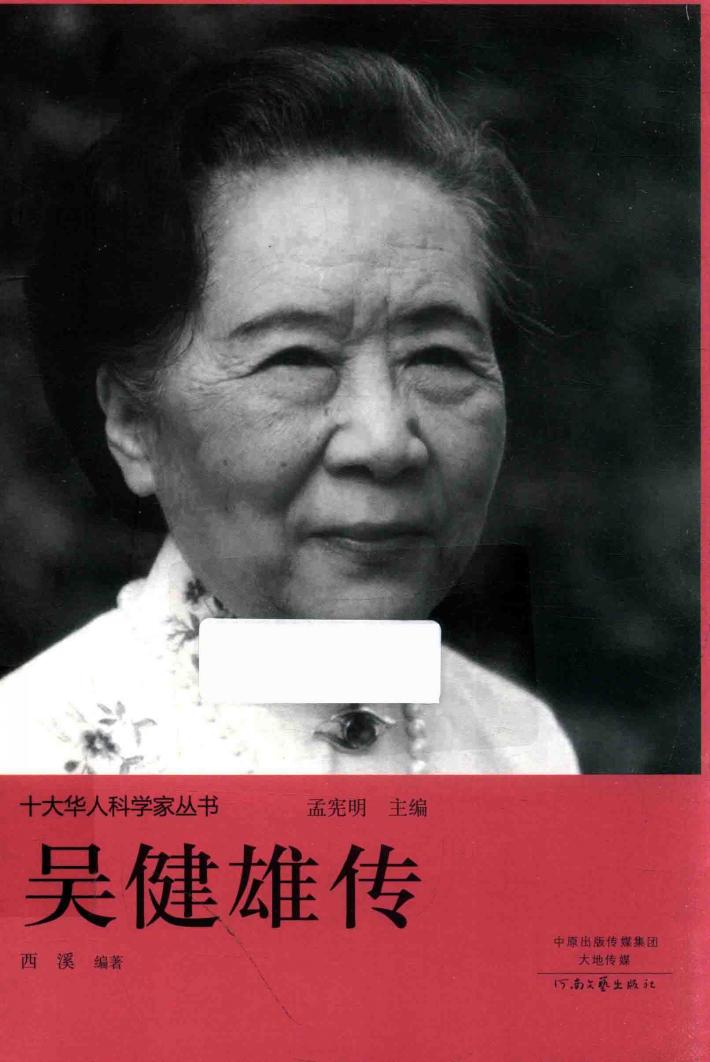 十大华人科学家丛书 孟宪明 主编
吴健雄传
西溪 编著
中原出版传媒集团
大地传媒
河南文艺出版社